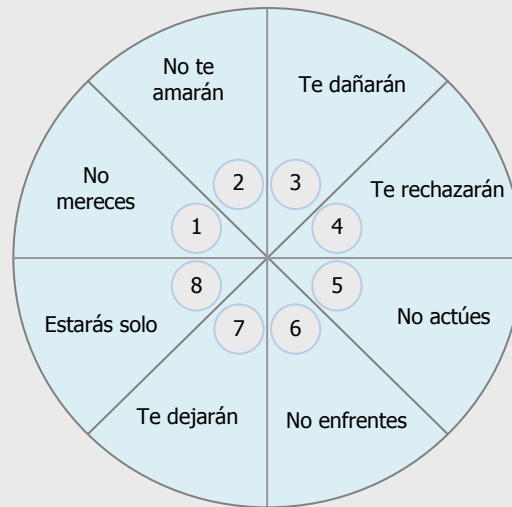 No te
amarán
Te dañarán
No
mereces
2
3
Te rechazarán
1
4
8
5
Estarás solo
No actúes
7
6
Te dejarán
No enfrentes